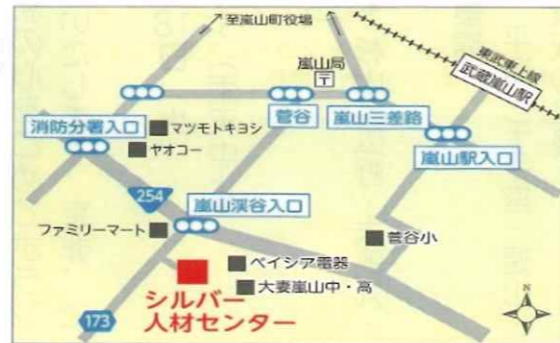 至嵐山町役場
嵐山局
〒
東武東上線
武蔵嵐山駅
消防分署入口
マツモトキヨシ
ヤオコー
菅谷
嵐山三差路
嵐山駅入口
254
嵐山渓谷入口
ファミリーマート
菅谷小
ベイシア電器
大妻嵐山中・高
シルバー
人材センター
173
N